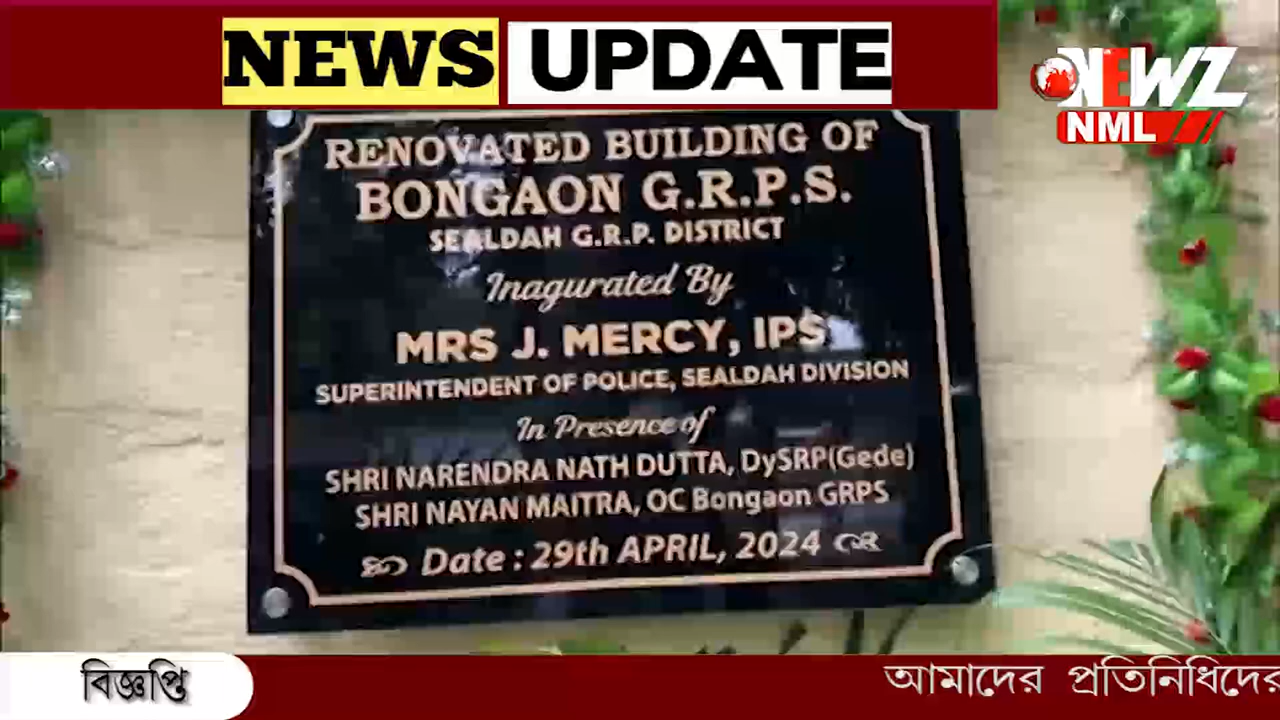 NEWS UPDATE
NEWZ
NML
RENOVATED BUILDING OF
BONGAON G.R.P.S.
SEALDAH G.R.P. DISTRICT
Inagurated By
MRS J. MERCY, IPS
SUPERINTENDENT OF POLICE, SEALDAH DIVISION
In Presence of
SHRI NARENDRA NATH DUTTA, DySRP(Gede)
SHRI NAYAN MAITRA, OC Bongaon GRPS
Date : 29th APRIL, 2024
বিজ্ঞপ্তি
আমাদের প্রতিনিধিদের